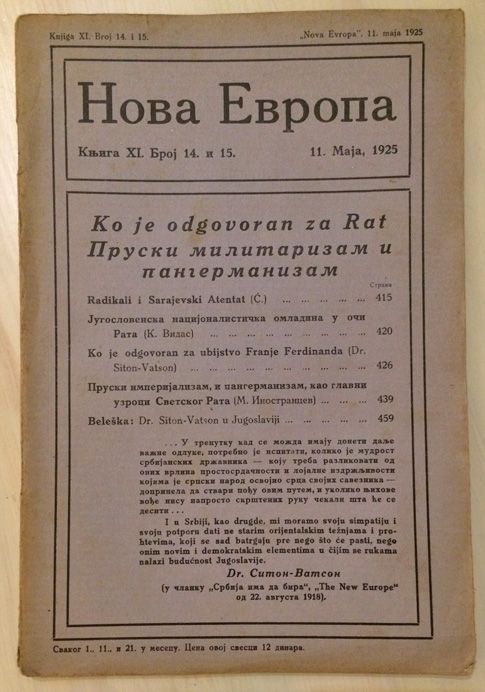 Knjiga XI. Broj 14. i 15.
„Nova Evropa“. 11. maja 1925
Нова Европа
Књига XI. Број 14. и 15.
11. Маја, 1925
Ko je odgovoran za Rat
Пруски милитаризам и
пангерманизам
Страна
Radikali i Sarajevski Atentat (Ć.) ... ... ... ... ... 415
Југословенска националистичка омладина у очи
Рата (К. Видас) ... ... ... ... ... ... ... ... 420
Ko je odgovoran za ubijstvo Franje Ferdinanda (Dr.
Siton-Vatson) ... ... ... ... ... ... ... ... 426
Пруски империјализам, и пангерманизам, као главни
узроци Светског Рата (М. Иностранцев) ... ... ... 439
Beleška: Dr. Siton-Vatson u Jugoslaviji ... ... ... ... 459
... У тренутку кад се можда имају донети даље
важне одлуке, потребно је испитати, колико је мудрост
србијанских државника — коју треба разликовати од
оних врлина простосрдачности и лојалне издржливости
којима је српски народ освојио срца својих савезника —
допринела да ствари пођу овим путем, и уколико њихове
вође нису напросто скрштених руку чекали шта ће се
десити ...
I u Srbiji, kao drugde, mi moramo svoju simpatiju i
svoju potporu dati ne starim orijentalskim težnjama i pro-
htevima, koji se sad batrgaju pre nego što će pasti, nego
onim novim i demokratskim elementima u čijim se rukama
nalazi budućnost Jugoslavije.
Dr. Ситон-Ватсон
(у чланку „Србија има да бира“, „The New Europe“
од 22. августа 1918).
Сваког 1., 11., и 21. у месецу. Цена овој свесци 12 динара.